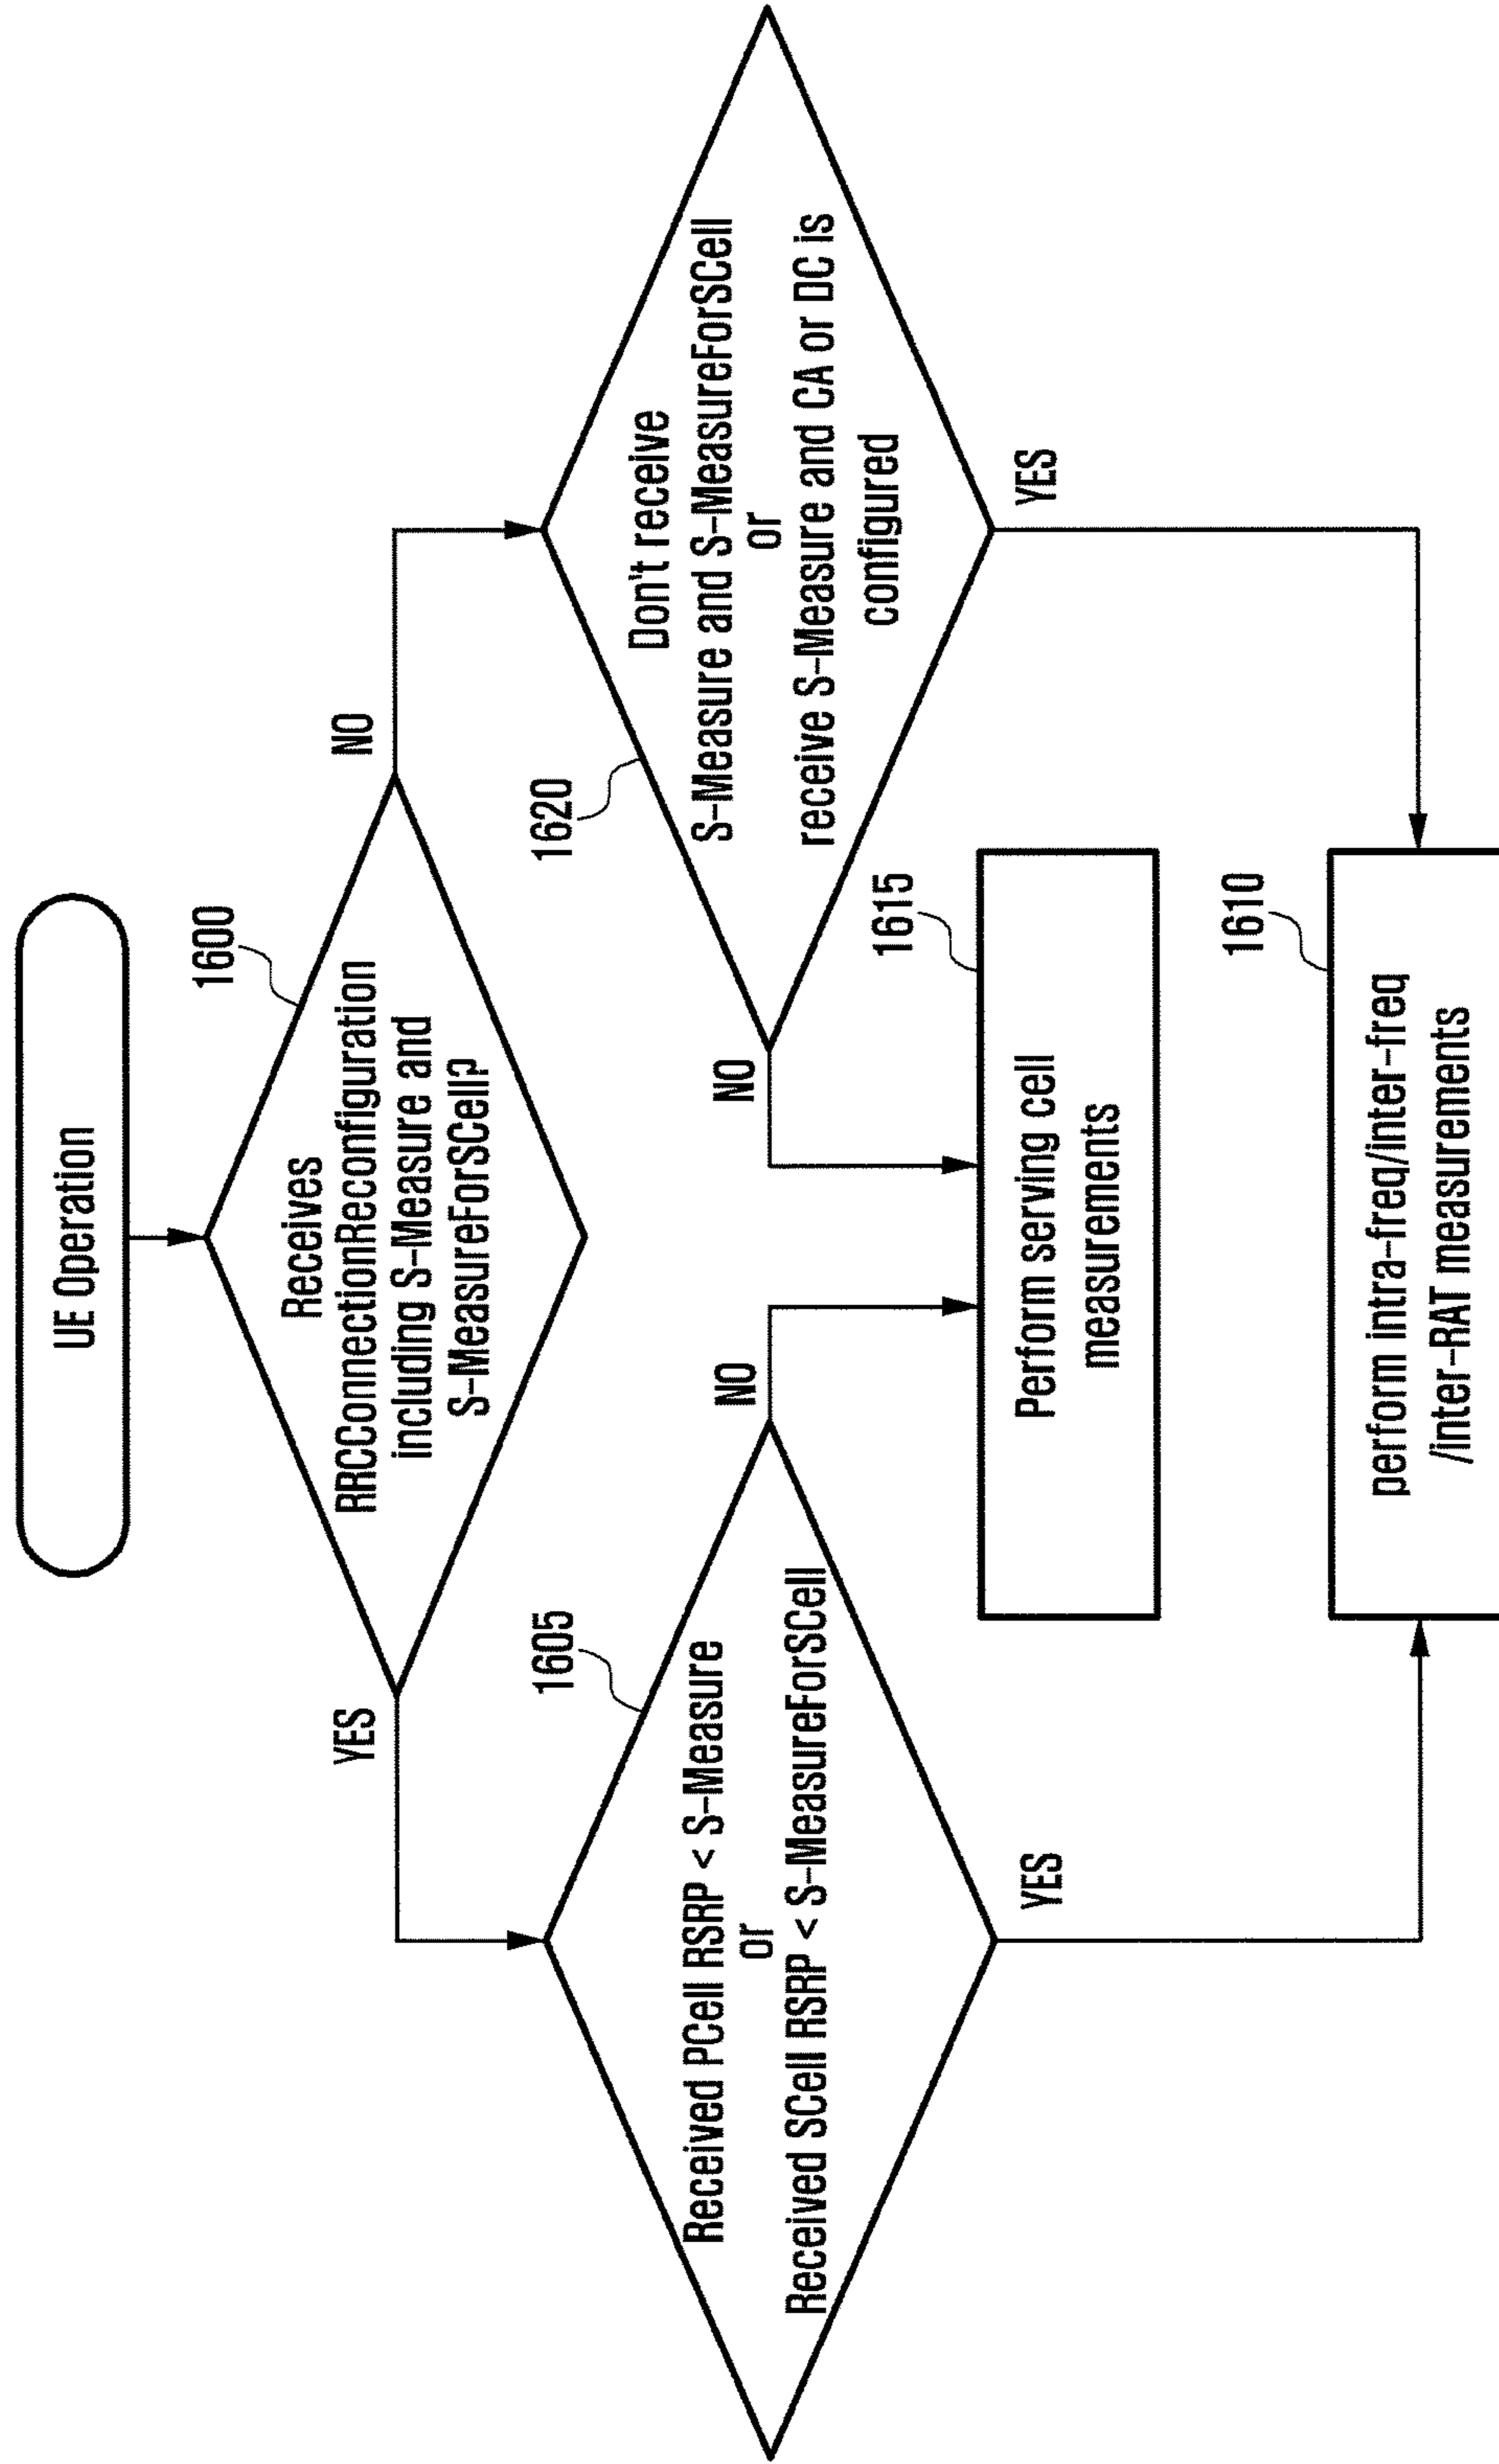 UE Operation
1600
Receives
RRCConnectionReconfiguration
including S-Measure and
S-MeasureForSCell?
YES
NO
1605
Received PCell RSRP < S-Measure
or
Received SCell RSRP < S-MeasureForSCell
NO
YES
1620
Don't receive
S-Measure and S-MeasureForSCell
or
receive S-Measure and CA or DC is
configured
NO
YES
1615
Perform serving cell
measurements
1610
perform intra-freq/inter-freq
/inter-RAT measurements